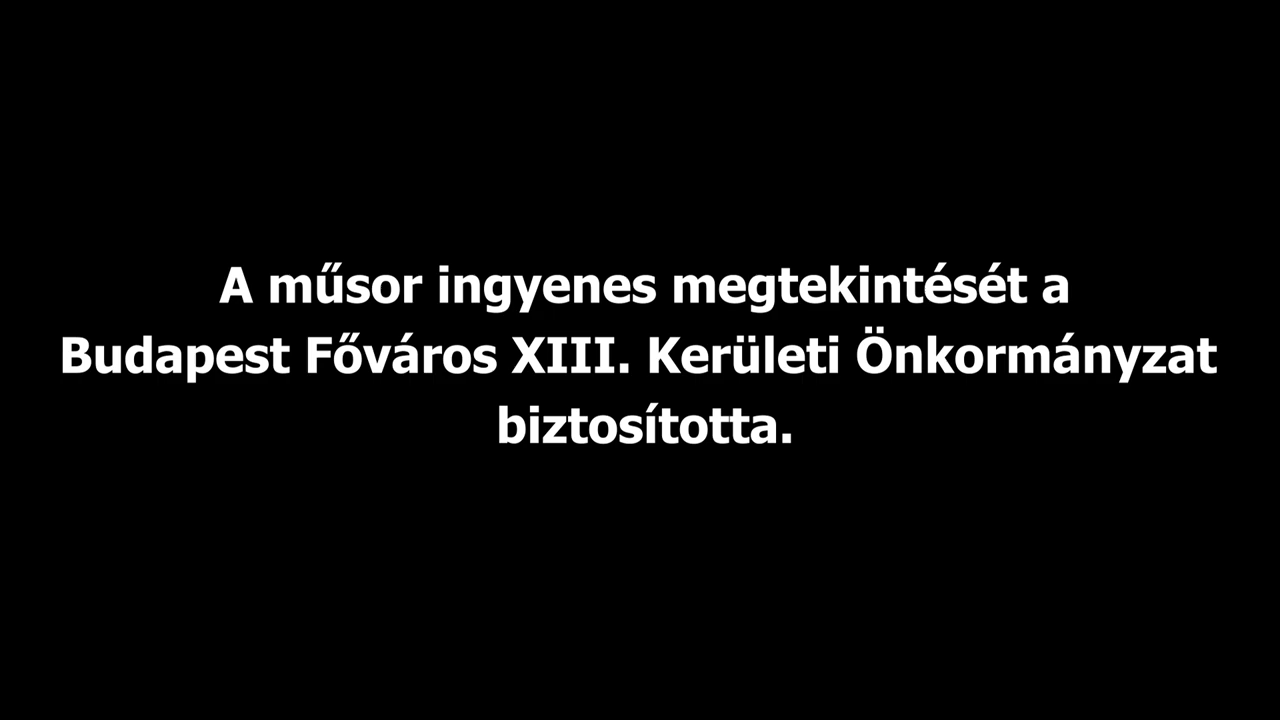 A műsor ingyenes megtekintését a
Budapest Főváros XIII. Kerületi Önkormányzat
biztosította.